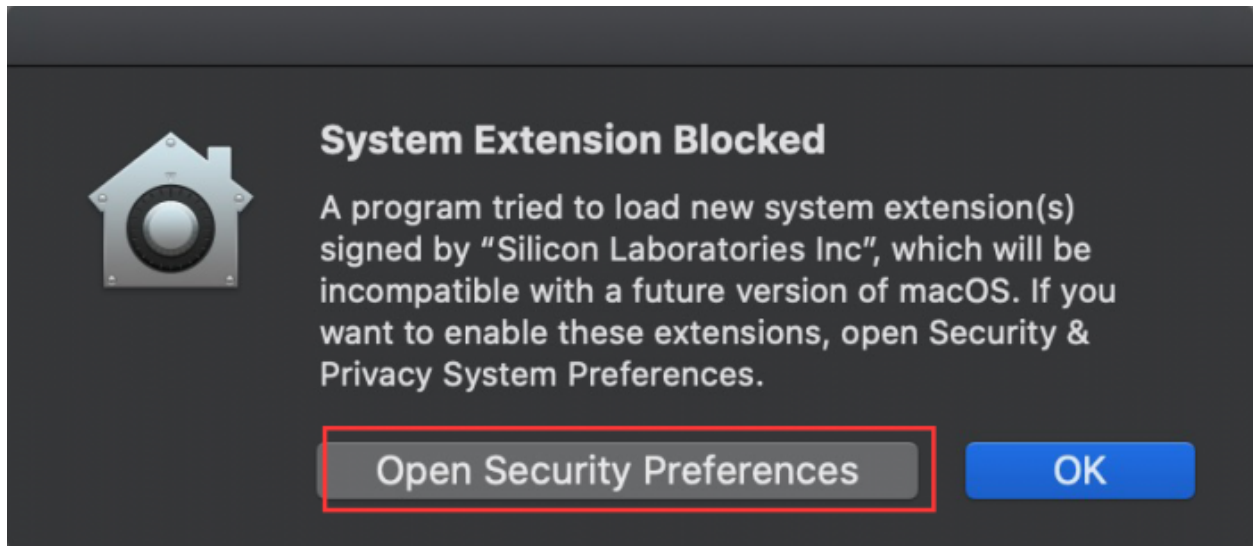 System Extension Blocked
A program tried to load new system extension(s)
signed by “Silicon Laboratories Inc”, which will be
incompatible with a future version of macOS. If you
want to enable these extensions, open Security &
Privacy System Preferences.
Open Security Preferences
OK